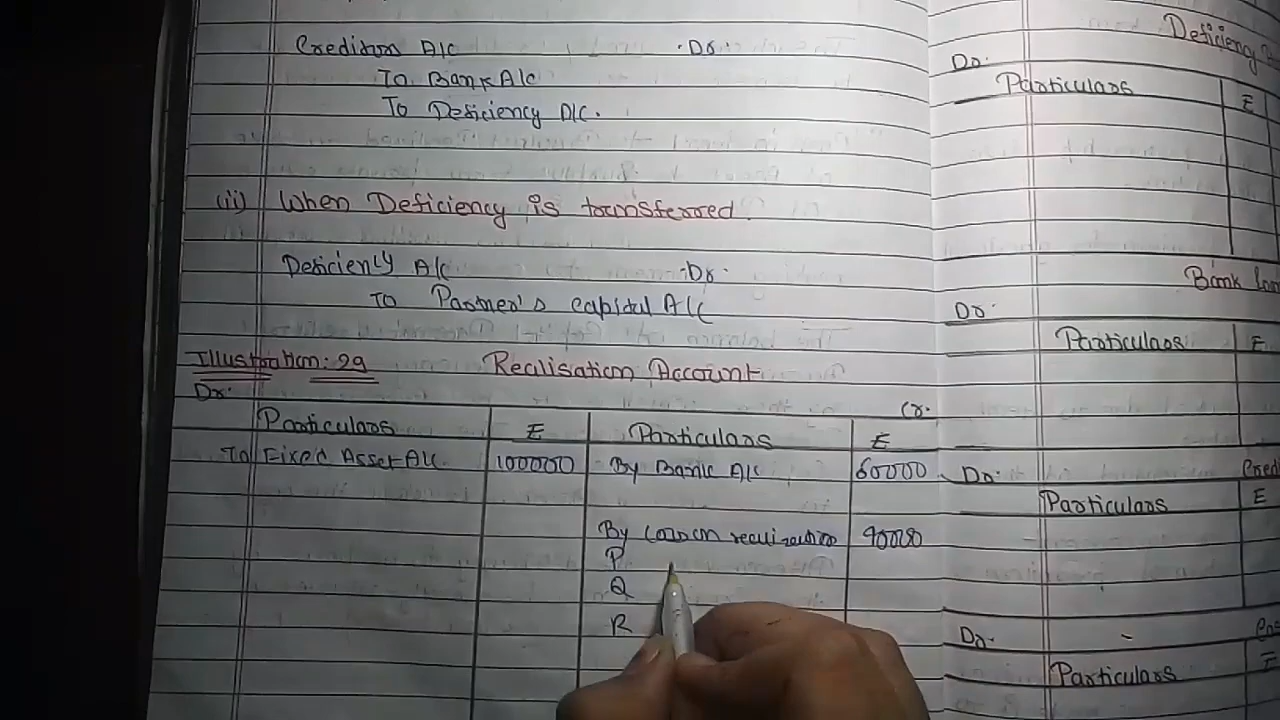 Creditors A/c Dr.
To Bank A/c
To Deficiency A/c.
(ii) When Deficiency is transferred.
Deficiency A/c Dr.
To Partner's capital A/c
Illustration: 29 Realisation Account
Dr. Cr.
Particulars ₹ Particulars ₹
To Fixed Asset A/c 100000 By Bank A/c 60000
By Loss on realization
P
Q
R
Deficiency
Dr.
Particulars ₹
Bank Loan
Dr.
Particulars ₹
Dr.
Particulars ₹
Dr.
Particulars ₹